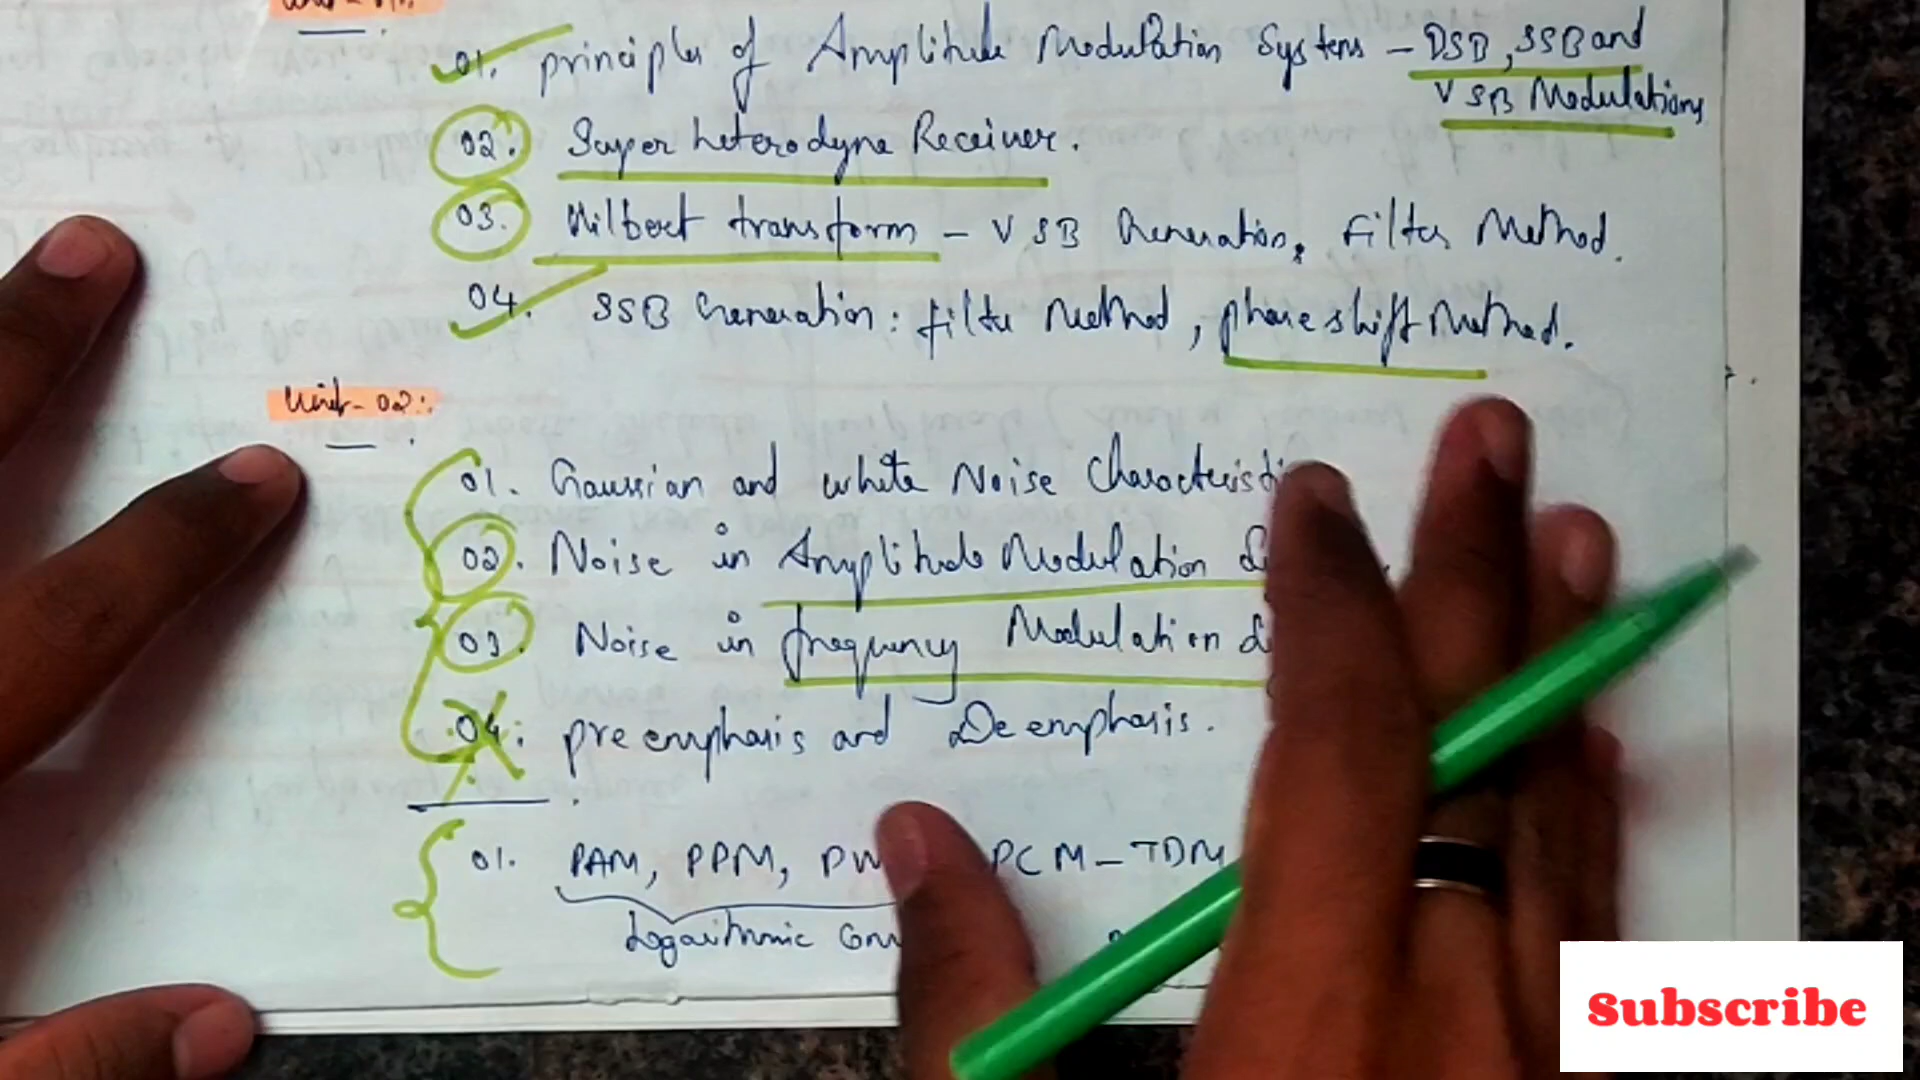 01. principles of Amplitude Modulation Systems - DSB, SSB and
VSB Modulations
02. Super heterodyne Receiver.
03. Hilbert transform - VSB Generation, Filter Method.
04. SSB Generation: filter Method, phase shift Method.
Unit-02:
01. Gaussian and white Noise Characteristi
02. Noise in Amplitude Modulation
03. Noise in frequency Modulation
04: pre emphasis and De emphasis.
01. PAM, PPM, PCM-TDM
Logarithmic
Subscribe